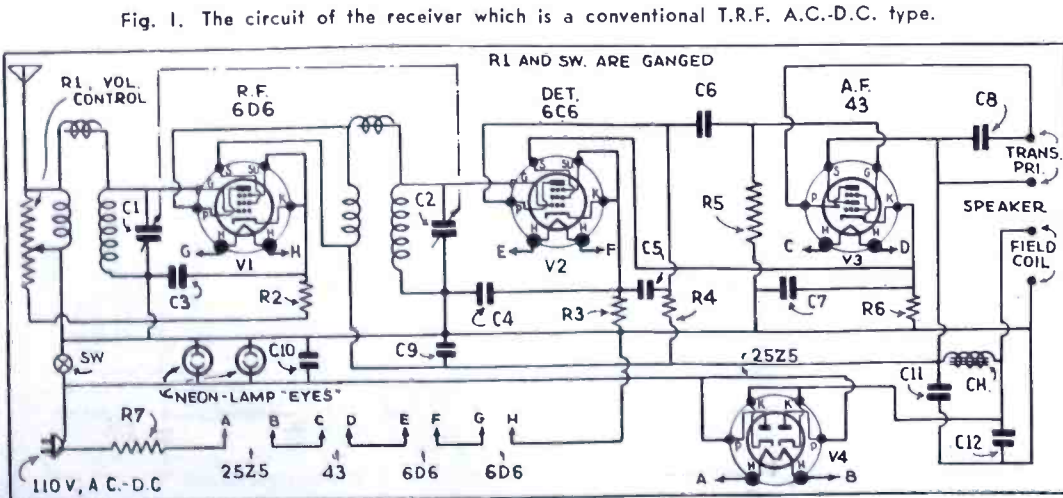 Fig. I. The circuit of the receiver which is a conventional T.R.F. A.C.-D.C. type.
R1 AND SW. ARE GANGED
R1, VOL. CONTROL
R.F.
6D6
DET.
6C6
C6
A.F.
43
C8
TRANS.
PRI.
SPEAKER
FIELD
COIL
C1
G
S
SU
P
K
H
H
G
H
V1
C3
R2
C2
G
S
SU
P
K
H
H
E
F
V2
C4
C5
R3
R4
R5
C7
S
G
P
K
H
H
C
D
V3
R6
SW
C10
C9
25Z5
C11
CH.
NEON-LAMP "EYES"
R7
A
B
C
D
E
F
G
H
25Z5
43
6D6
6D6
K
K
P
P
H
H
V4
A
B
C12
110 V, A C.-D.C